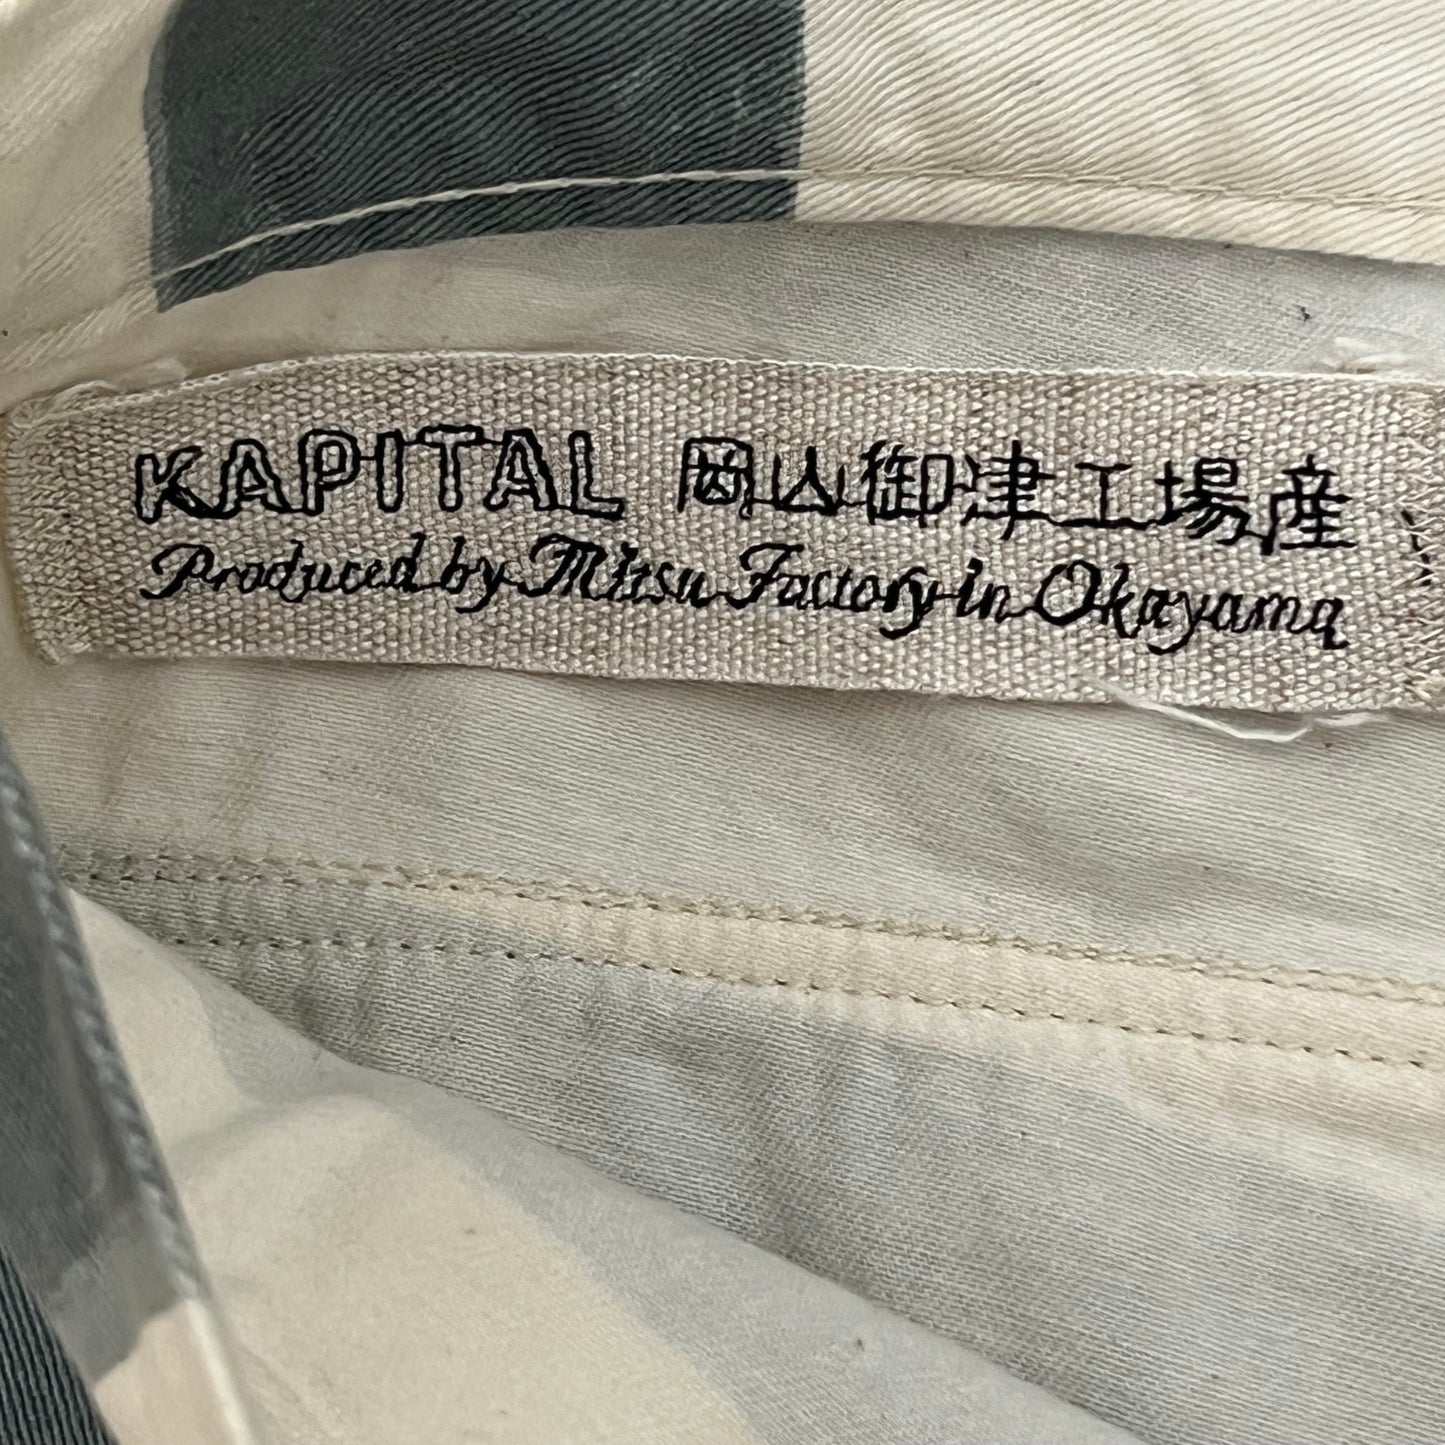 KAPITAL 岡山御津工場産
Produced by Mitsu Factory in Okayama